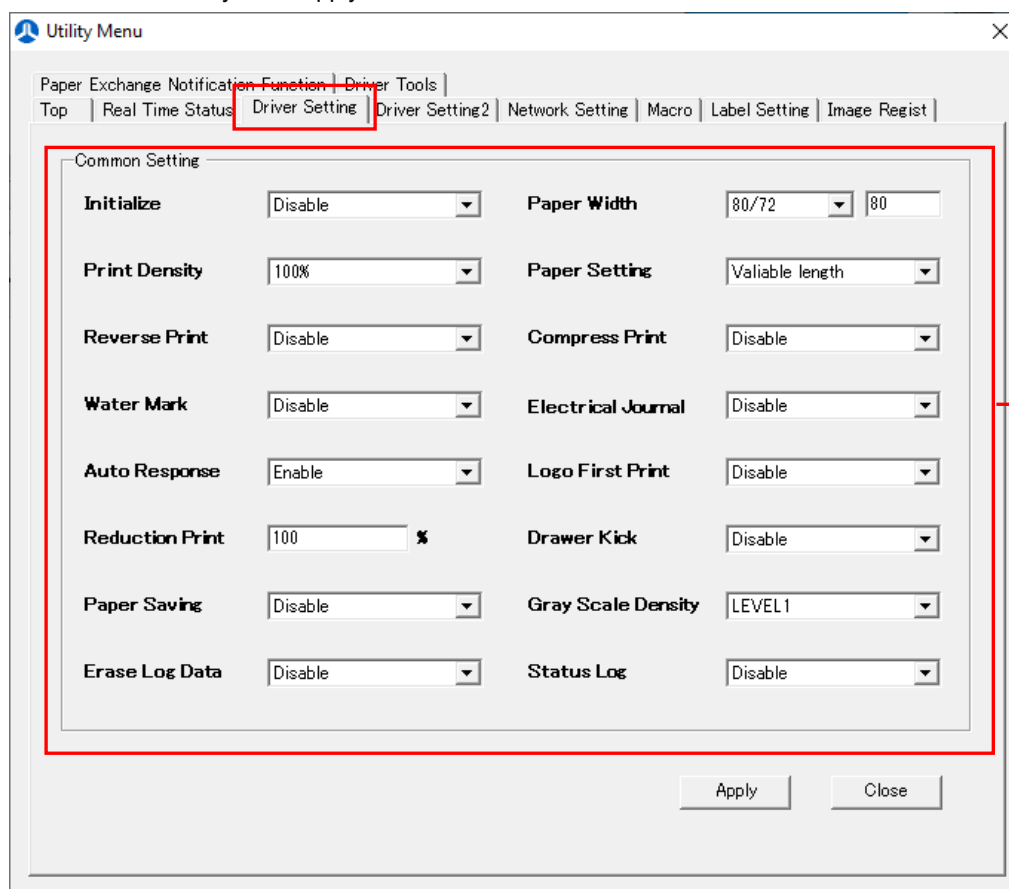 Utility Menu
Paper Exchange Notification Function Driver Tools
Top Real Time Status Driver Setting Driver Setting2 Network Setting Macro Label Setting Image Regist
Common Setting
Initialize Disable Paper Width 80/72 80
Print Density 100% Paper Setting Valiable length
Reverse Print Disable Compress Print Disable
Water Mark Disable Electrical Journal Disable
Auto Response Enable Logo First Print Disable
Reduction Print 100 % Drawer Kick Disable
Paper Saving Disable Gray Scale Density LEVEL1
Erase Log Data Disable Status Log Disable
Apply Close